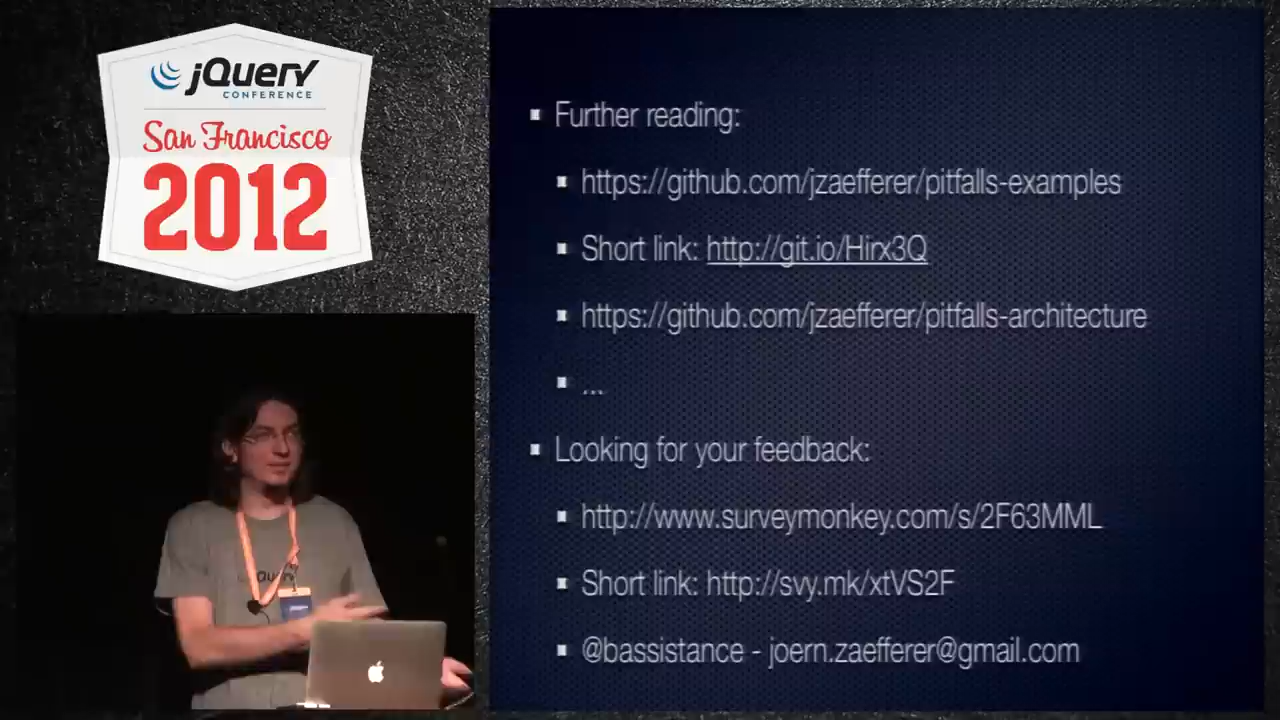 jQuery
CONFERENCE
San Francisco
2012
Further reading:
https://github.com/jzaefferer/pitfalls-examples
Short link: http://git.io/Hirx3Q
https://github.com/jzaefferer/pitfalls-architecture
...
Looking for your feedback:
http://www.surveymonkey.com/s/2F63MML
Short link: http://svy.mk/xtVS2F
@bassistance - joern.zaefferer@gmail.com
jQuery